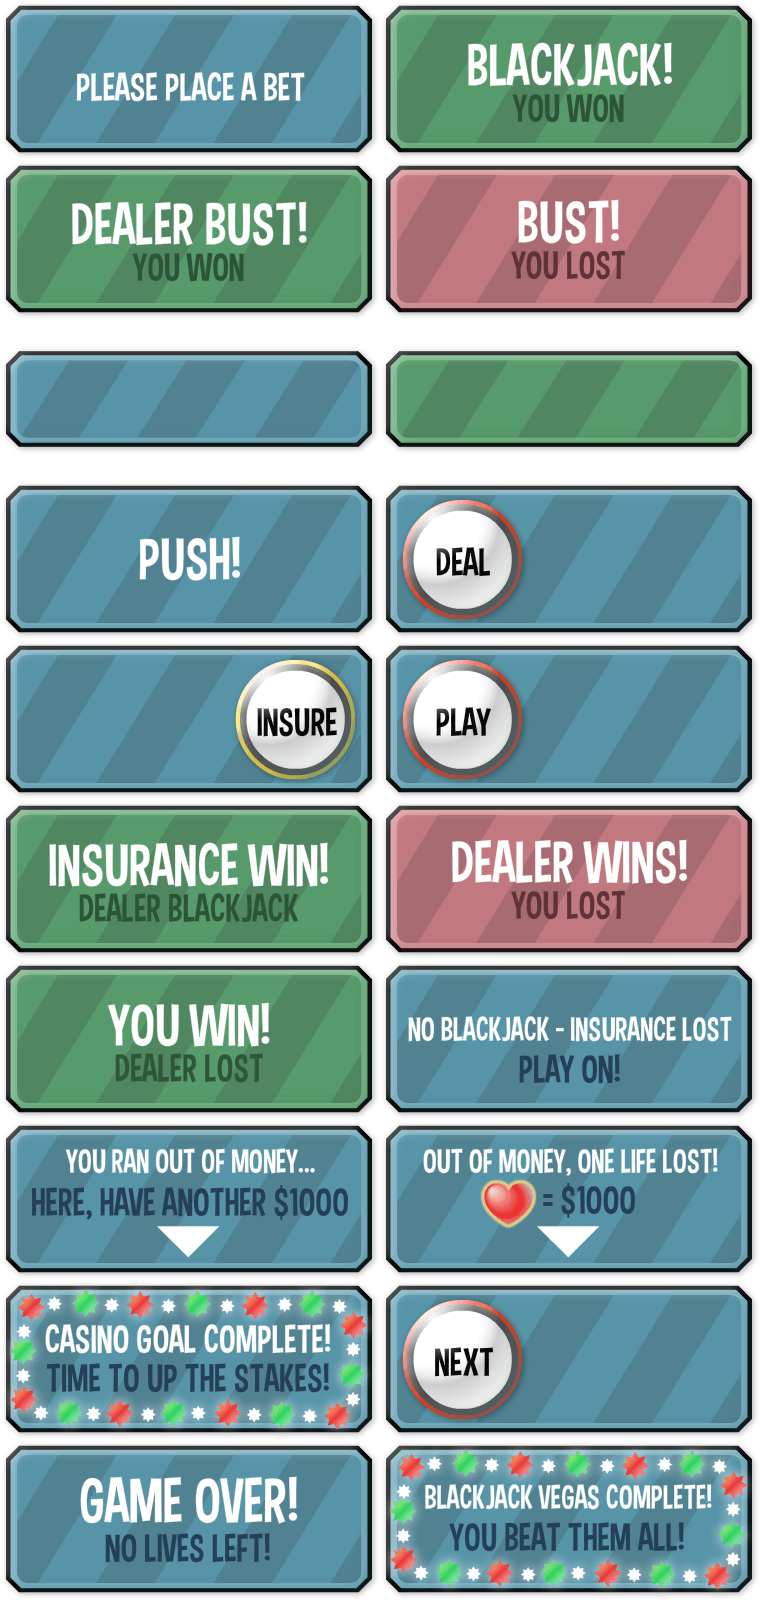 PLEASE PLACE A BET
BLACKJACK!
YOU WON
DEALER BUST!
YOU WON
BUST!
YOU LOST
PUSH!
DEAL
INSURE
PLAY
INSURANCE WIN!
DEALER BLACKJACK
DEALER WINS!
YOU LOST
YOU WIN!
DEALER LOST
NO BLACKJACK - INSURANCE LOST
PLAY ON!
YOU RAN OUT OF MONEY...
HERE, HAVE ANOTHER $1000
OUT OF MONEY, ONE LIFE LOST!
= $1000
CASINO GOAL COMPLETE!
TIME TO UP THE STAKES!
NEXT
GAME OVER!
NO LIVES LEFT!
BLACKJACK VEGAS COMPLETE!
YOU BEAT THEM ALL!